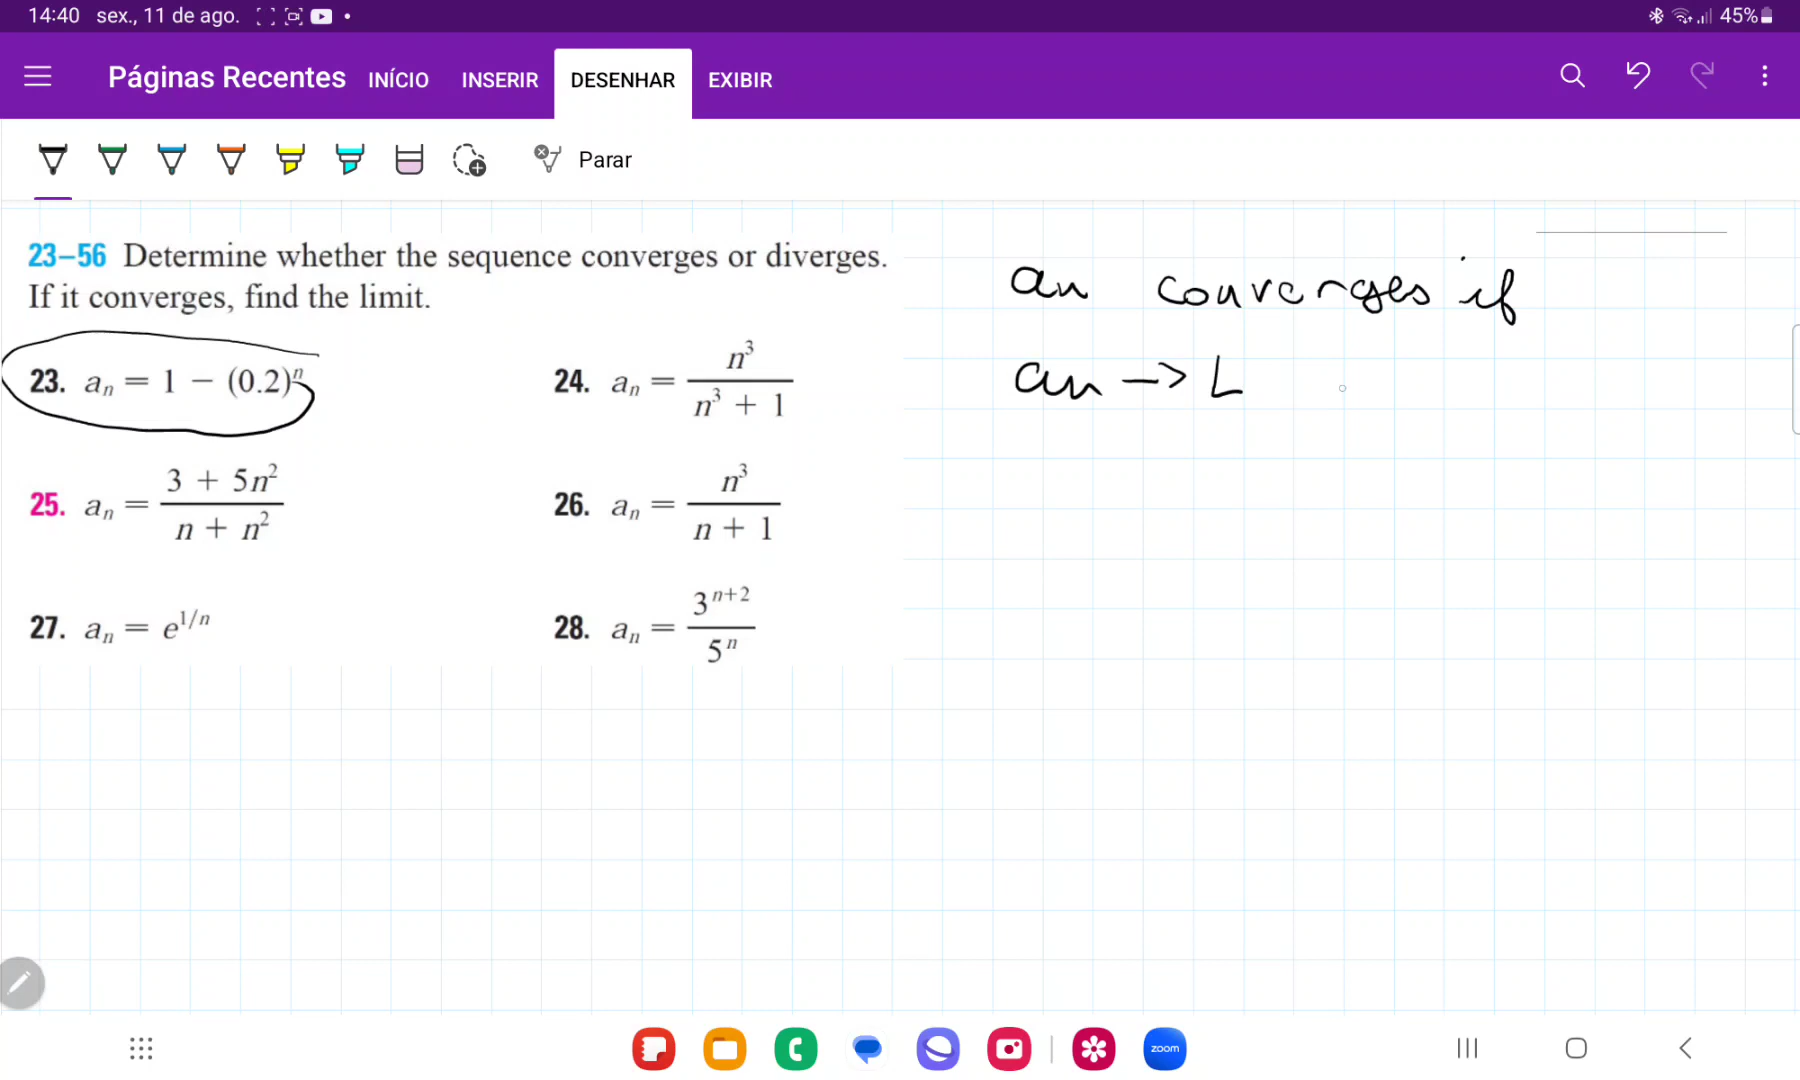 14:40 sex., 11 de ago. 45%
Páginas Recentes INÍCIO INSERIR DESENHAR EXIBIR
Parar
23–56 Determine whether the sequence converges or diverges.
If it converges, find the limit.
23. aₙ = 1 − (0.2)ⁿ
24. aₙ = n³ / (n³ + 1)
25. aₙ = (3 + 5n²) / (n + n²)
26. aₙ = n³ / (n + 1)
27. aₙ = e^(1/n)
28. aₙ = 3^(n+2) / 5ⁿ
an converges if
an -> L
zoom